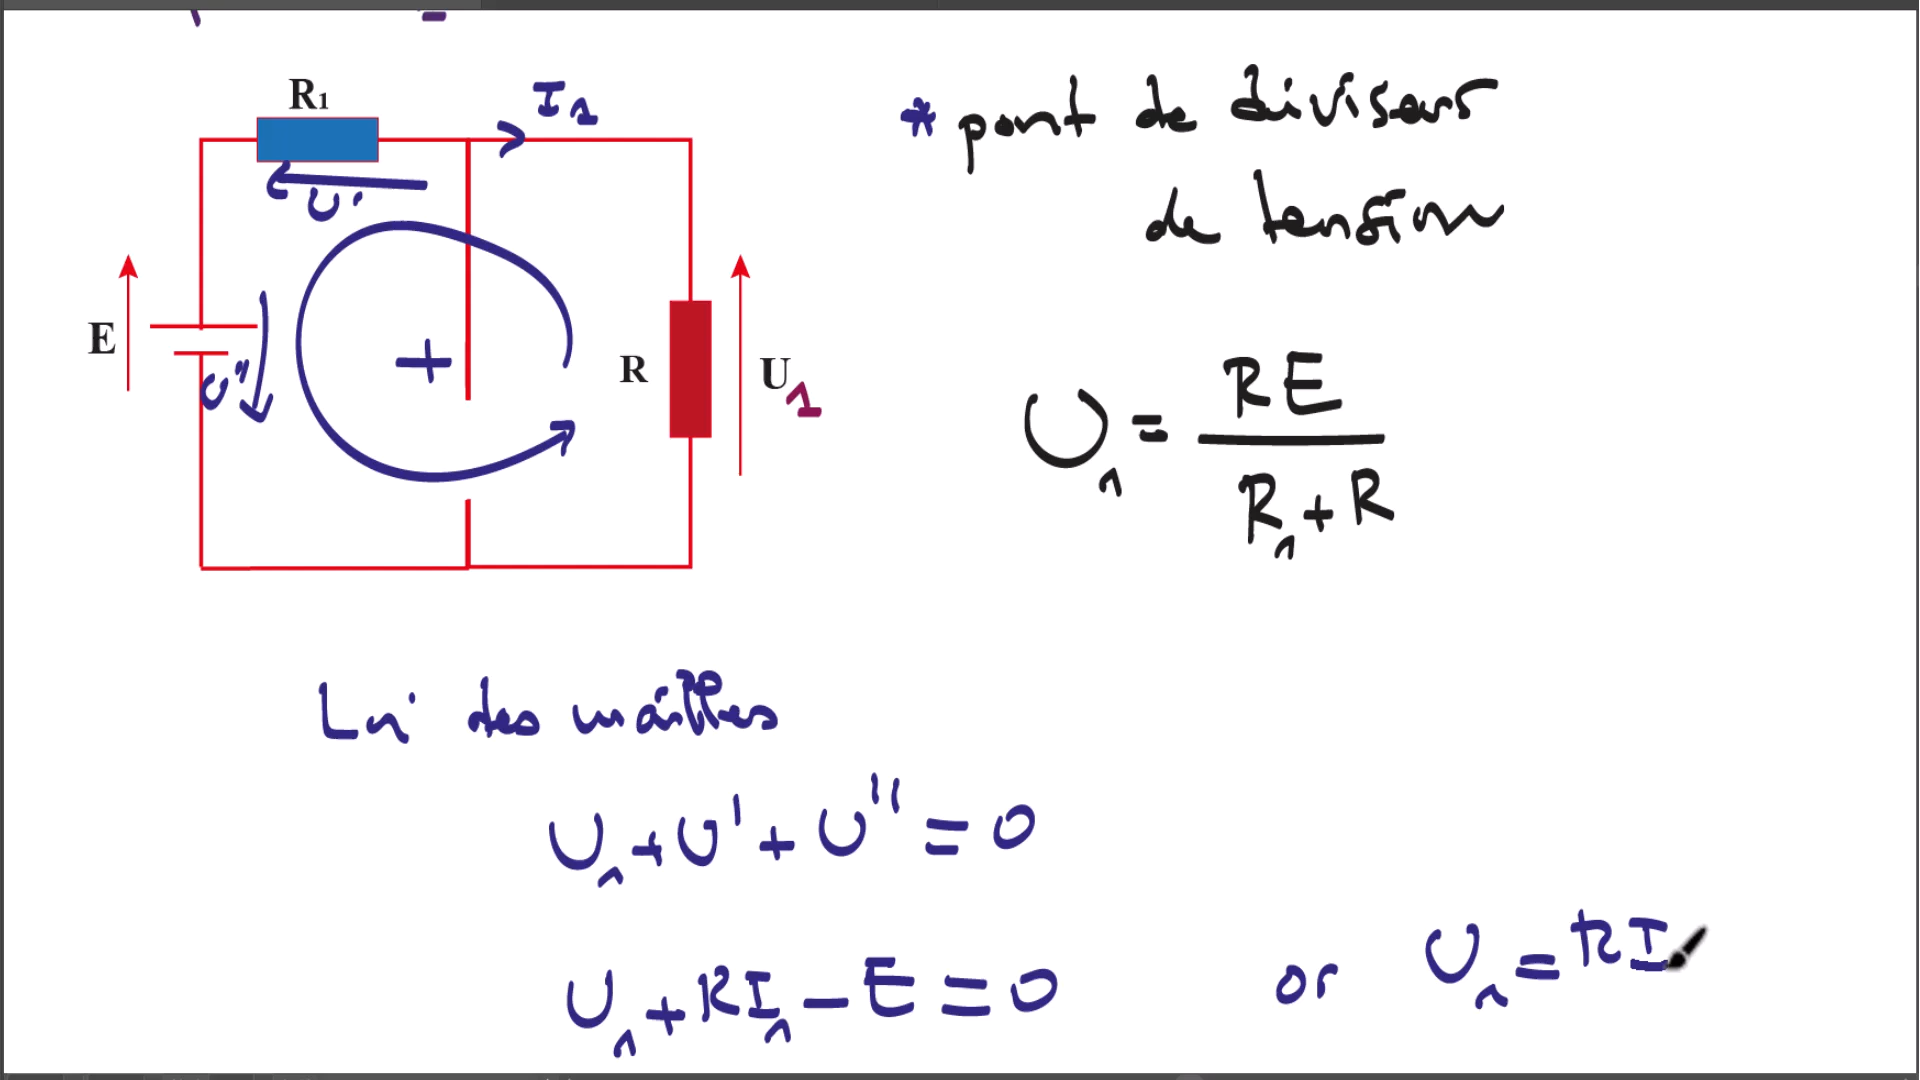 R₁
I₁
U'
E
U''
+
R
U₁
* pont de diviseur
de tension
U₁ = RE / R₁ + R
Loi des mailles
U₁ + U' + U'' = 0
U₁ + RI₁ - E = 0 or U₁ = RI